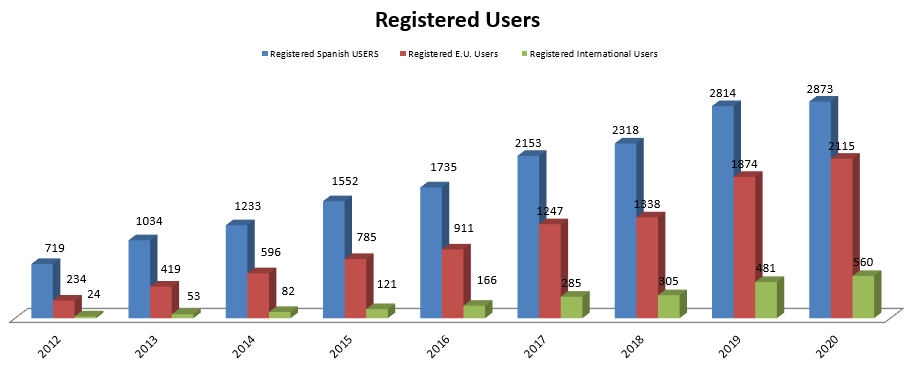 Registered Users
Registered Spanish USERS Registered E.U. Users Registered International Users
719 234 24
1034 419 53
1233 596 82
1552 785 121
1735 911 166
2153 1247 285
2318 1338 305
2814 1874 481
2873 2115 560
2012 2013 2014 2015 2016 2017 2018 2019 2020